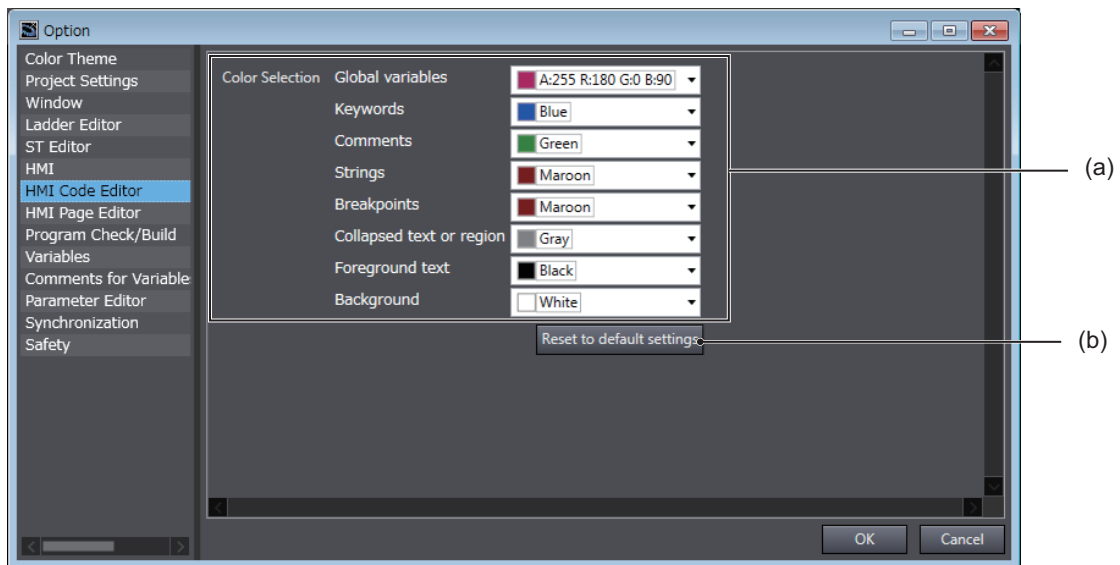 Option
Color Theme
Project Settings
Window
Ladder Editor
ST Editor
HMI
HMI Code Editor
HMI Page Editor
Program Check/Build
Variables
Comments for Variable
Parameter Editor
Synchronization
Safety
Color Selection Global variables A:255 R:180 G:0 B:90
Keywords Blue
Comments Green
Strings Maroon
Breakpoints Maroon
Collapsed text or region Gray
Foreground text Black
Background White
Reset to default settings
(a)
(b)
OK Cancel